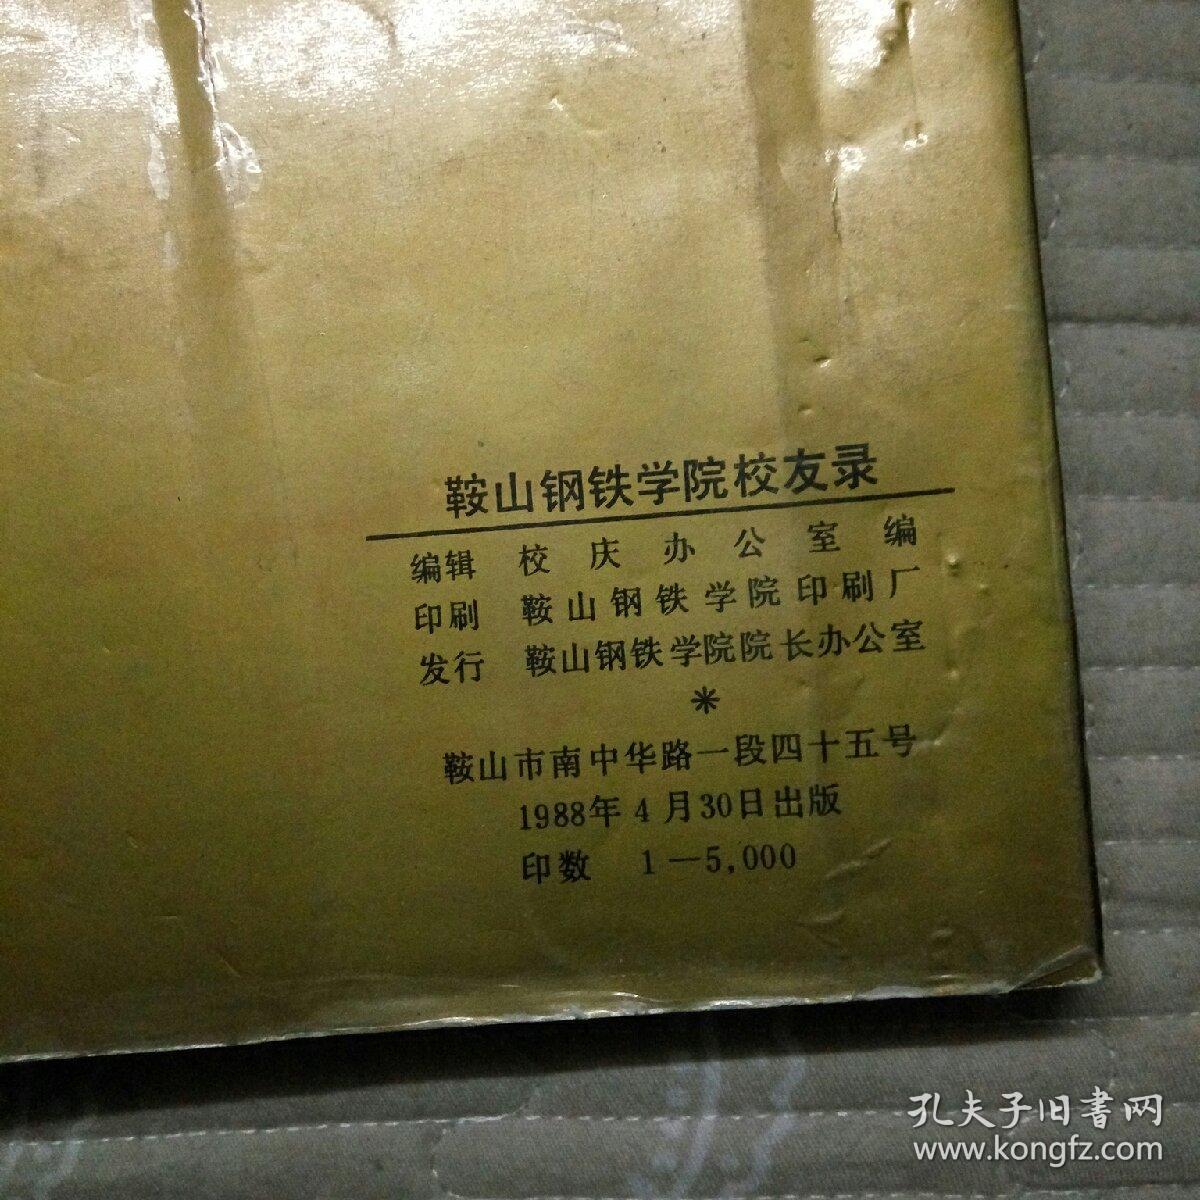 鞍山钢铁学院校友录
编辑 校庆办公室编
印刷 鞍山钢铁学院印刷厂
发行 鞍山钢铁学院院长办公室
*
鞍山市南中华路一段四十五号
1988年4月30日出版
印数 1—5,000
孔夫子旧书网
www.kongfz.com